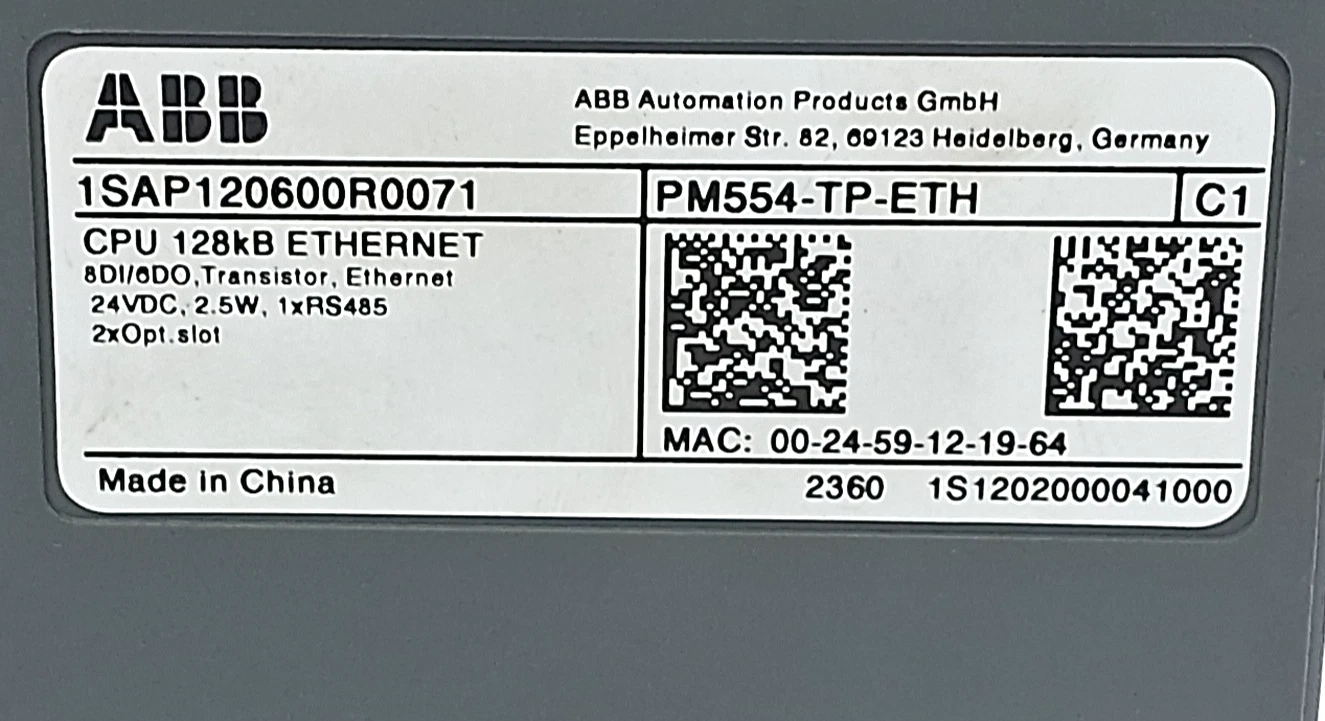 ABB
ABB Automation Products GmbH
Eppelheimer Str. 82, 69123 Heidelberg, Germany
1SAP120600R0071
PM554-TP-ETH
C1
CPU 128kB ETHERNET
8DI/6DO,Transistor, Ethernet
24VDC, 2.5W, 1xRS485
2xOpt.slot
MAC: 00-24-59-12-19-64
Made in China
2360 1S1202000041000